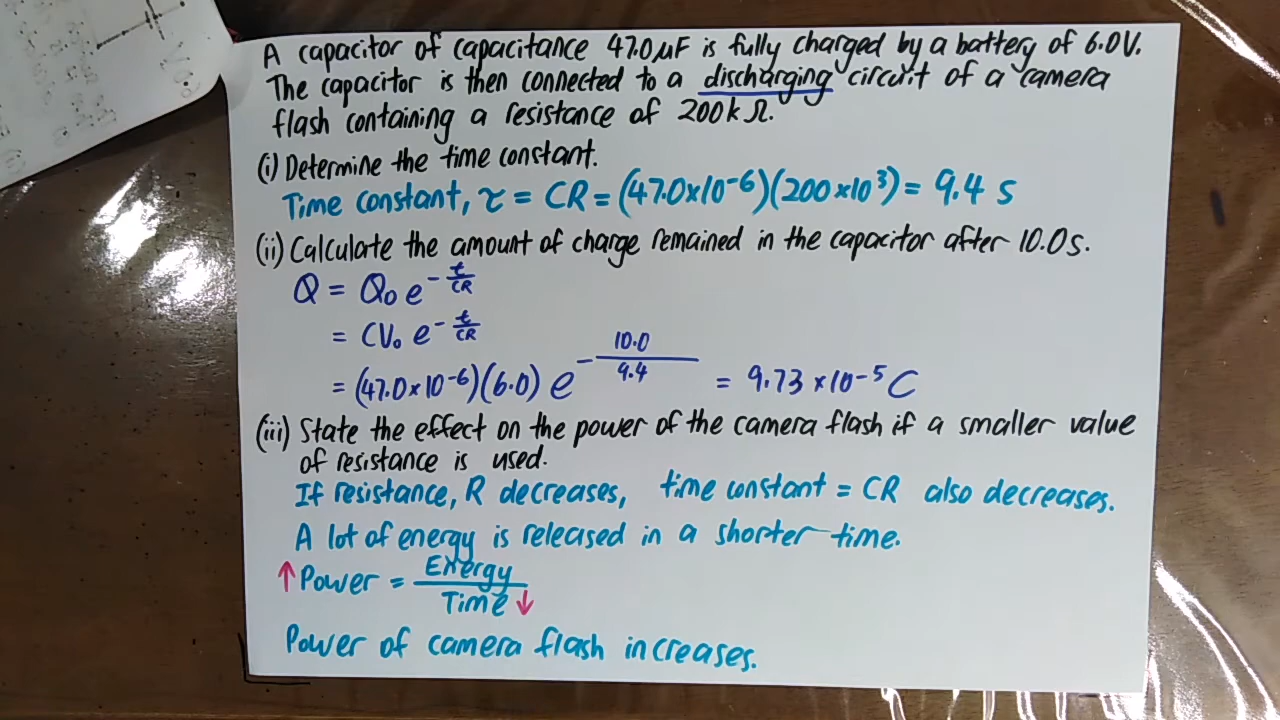 A capacitor of capacitance 47.0μF is fully charged by a battery of 6.0V.
The capacitor is then connected to a discharging circuit of a camera
flash containing a resistance of 200kΩ.
(i) Determine the time constant.
Time constant, τ = CR = (47.0×10⁻⁶)(200×10³) = 9.4 s
(ii) Calculate the amount of charge remained in the capacitor after 10.0s.
Q = Q₀ e^(-t/CR)
= CV₀ e^(-t/CR)
= (47.0×10⁻⁶)(6.0) e^(-10.0/9.4) = 9.73 ×10⁻⁵ C
(iii) State the effect on the power of the camera flash if a smaller value
of resistance is used.
If resistance, R decreases, time constant = CR also decreases.
A lot of energy is released in a shorter time.
↑Power = Energy/Time↓
Power of camera flash increases.